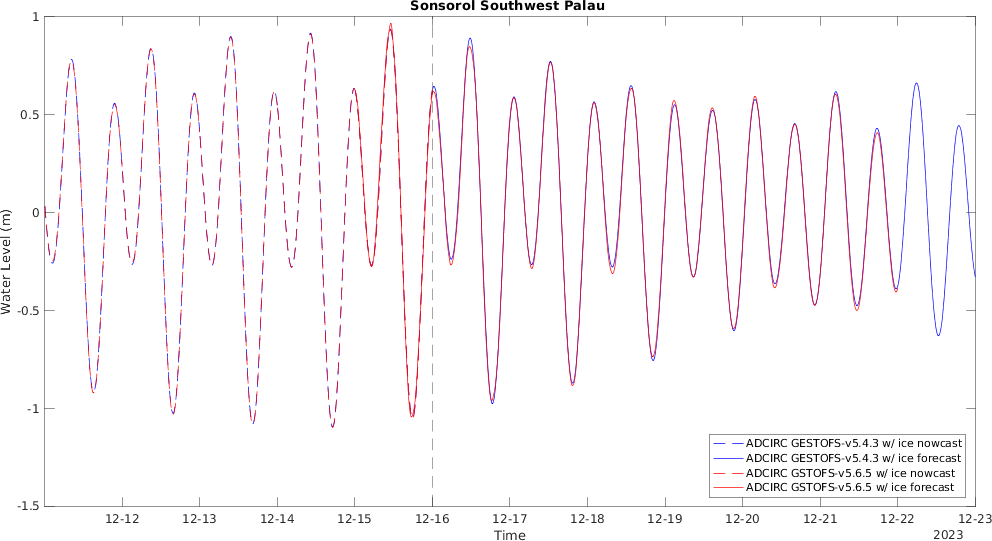 Sonsorol Southwest Palau
1
0.5
0
-0.5
-1
-1.5
Water Level (m)
ADCIRC GESTOFS-v5.4.3 w/ ice nowcast
ADCIRC GESTOFS-v5.4.3 w/ ice forecast
ADCIRC GSTOFS-v5.6.5 w/ ice nowcast
ADCIRC GSTOFS-v5.6.5 w/ ice forecast
12-12 12-13 12-14 12-15 12-16 12-17 12-18 12-19 12-20 12-21 12-22 12-23
Time
2023